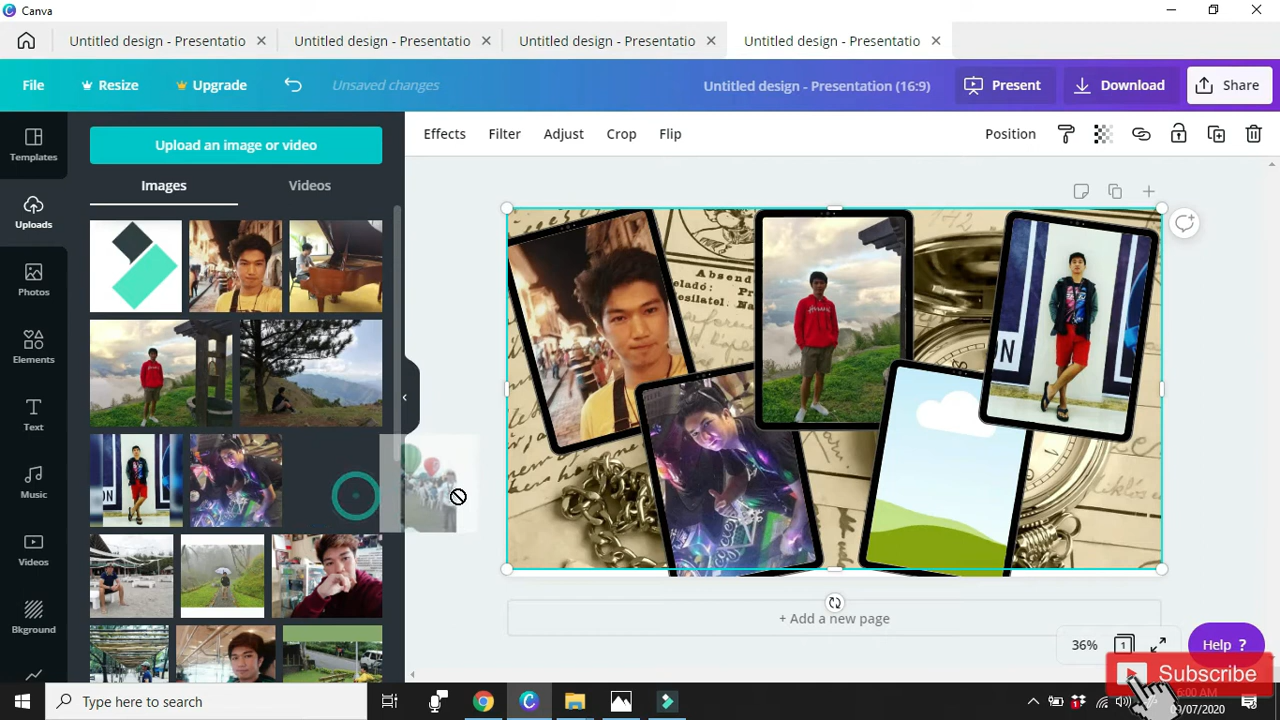 Canva
Untitled design - Presentatio
Untitled design - Presentatio
Untitled design - Presentatio
Untitled design - Presentatio
File
Resize
Upgrade
Unsaved changes
Untitled design - Presentation (16:9)
Present
Download
Share
Templates
Upload an image or video
Effects
Filter
Adjust
Crop
Flip
Position
Images
Videos
Uploads
Photos
Elements
Text
Music
Videos
Bkground
Absend
+ Add a new page
36%
1
Help ?
Subscribe
Type here to search